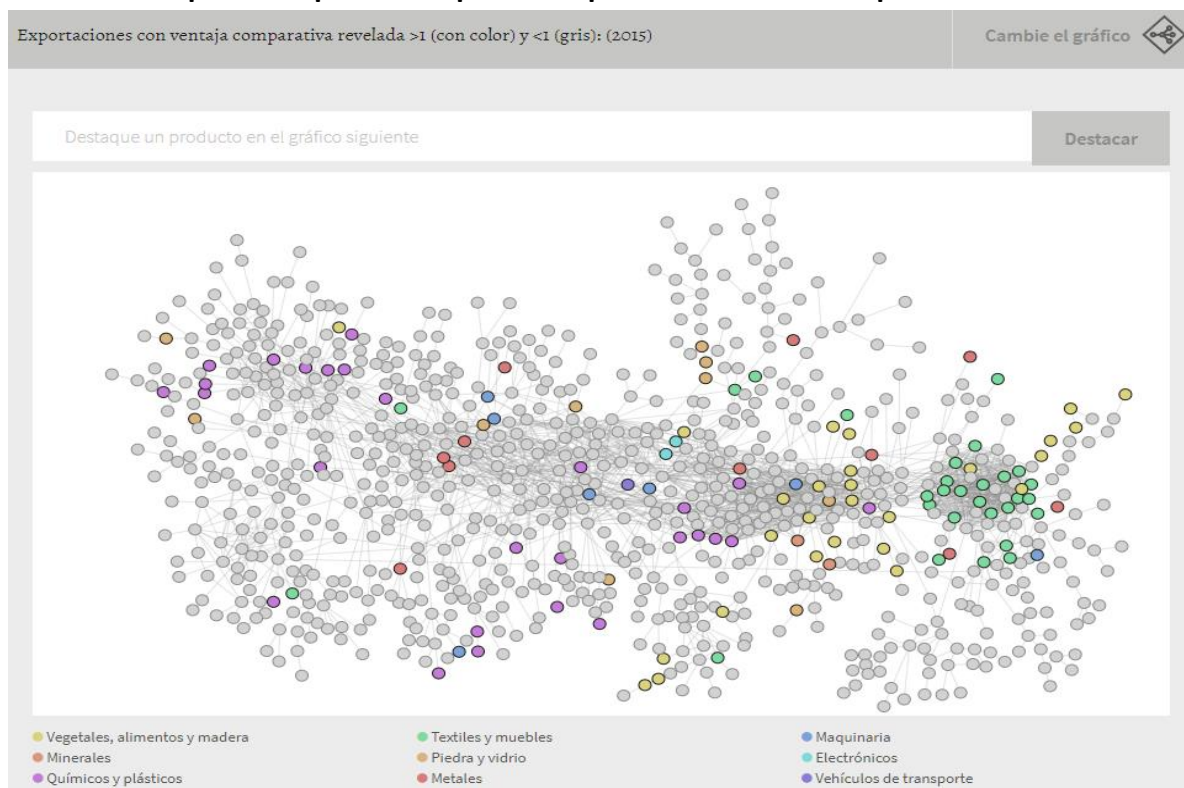 Exportaciones con ventaja comparativa revelada >1 (con color) y <1 (gris): (2015)
Cambie el gráfico
Destaque un producto en el gráfico siguiente
Destacar
Vegetales, alimentos y madera
Textiles y muebles
Maquinaria
Minerales
Piedra y vidrio
Electrónicos
Químicos y plásticos
Metales
Vehículos de transporte